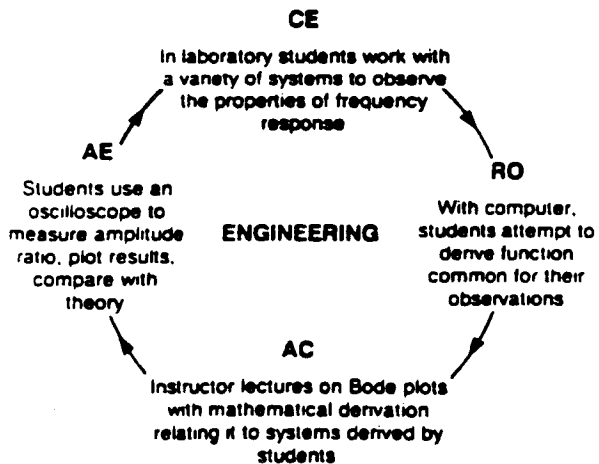 CE
In laboratory students work with
a variety of systems to observe
the properties of frequency
response
AE
Students use an
oscilloscope to
measure amplitude
ratio, plot results,
compare with
theory
ENGINEERING
RO
With computer,
students attempt to
derive function
common for their
observations
AC
Instructor lectures on Bode plots
with mathematical derivation
relating it to systems derived by
students